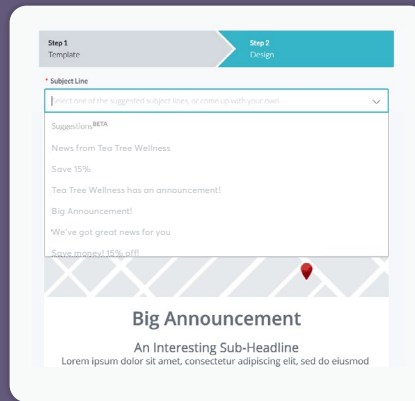 Step 1
Template
Step 2
Design
* Subject Line
Select one of the suggested subject lines, or come up with your own
Suggestions BETA
News from Tea Tree Wellness
Save 15%
Tea Tree Wellness has an announcement!
Big Announcement!
We've got great news for you
Save money! 15% off!
Big Announcement
An Interesting Sub-Headline
Lorem ipsum dolor sit amet, consectetur adipiscing elit, sed do eiusmod